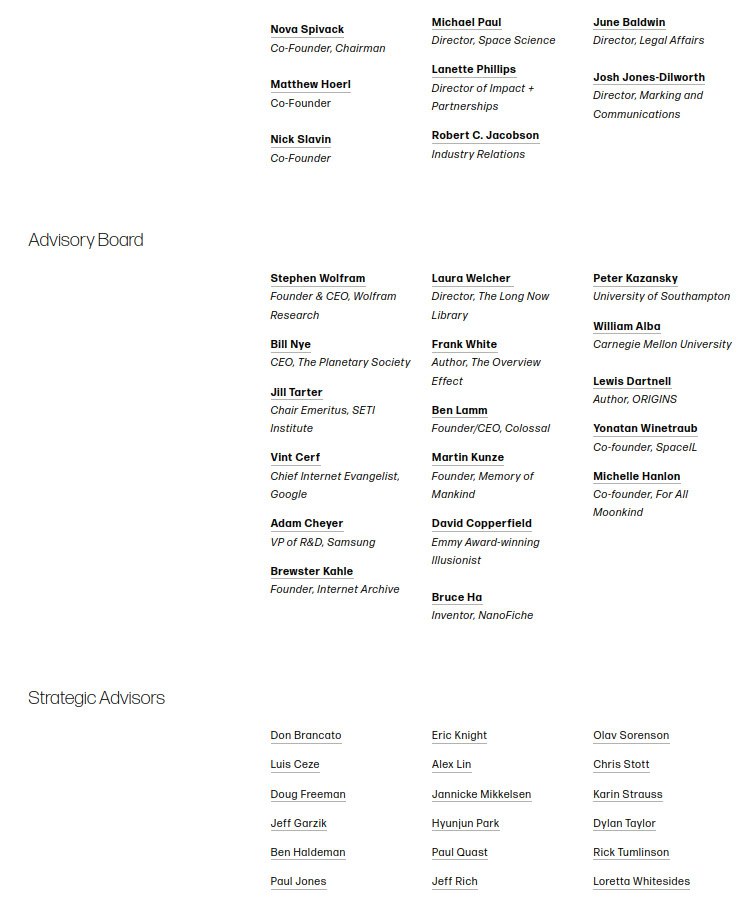 Nova Spivack
Co-Founder, Chairman
Matthew Hoerl
Co-Founder
Nick Slavin
Co-Founder
Michael Paul
Director, Space Science
Lanette Phillips
Director of Impact +
Partnerships
Robert C. Jacobson
Industry Relations
June Baldwin
Director, Legal Affairs
Josh Jones-Dilworth
Director, Marking and
Communications
Advisory Board
Stephen Wolfram
Founder & CEO, Wolfram
Research
Bill Nye
CEO, The Planetary Society
Jill Tarter
Chair Emeritus, SETI
Institute
Vint Cerf
Chief Internet Evangelist,
Google
Adam Cheyer
VP of R&D, Samsung
Brewster Kahle
Founder, Internet Archive
Laura Welcher
Director, The Long Now
Library
Frank White
Author, The Overview
Effect
Ben Lamm
Founder/CEO, Colossal
Martin Kunze
Founder, Memory of
Mankind
David Copperfield
Emmy Award-winning
Illusionist
Bruce Ha
Inventor, NanoFiche
Peter Kazansky
University of Southampton
William Alba
Carnegie Mellon University
Lewis Dartnell
Author, ORIGINS
Yonatan Winetraub
Co-founder, SpaceIL
Michelle Hanlon
Co-founder, For All
Moonkind
Strategic Advisors
Don Brancato
Luis Ceze
Doug Freeman
Jeff Garzik
Ben Haldeman
Paul Jones
Eric Knight
Alex Lin
Jannicke Mikkelsen
Hyunjun Park
Paul Quast
Jeff Rich
Olav Sorenson
Chris Stott
Karin Strauss
Dylan Taylor
Rick Tumlinson
Loretta Whitesides